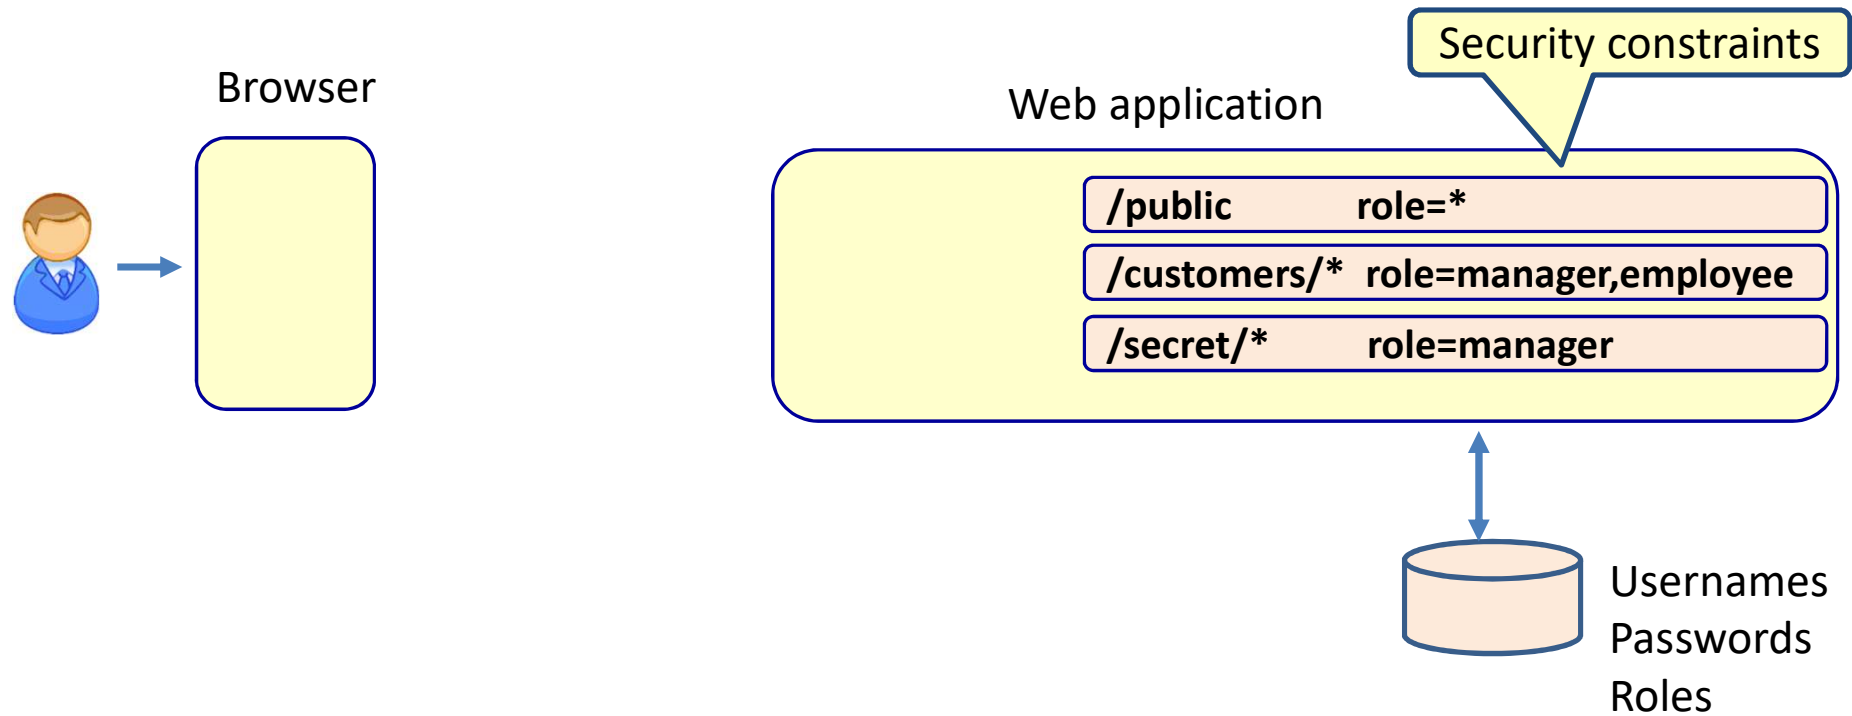 Security constraints
Browser
Web application
/public role=*
/customers/* role=manager,employee
/secret/* role=manager
Usernames
Passwords
Roles